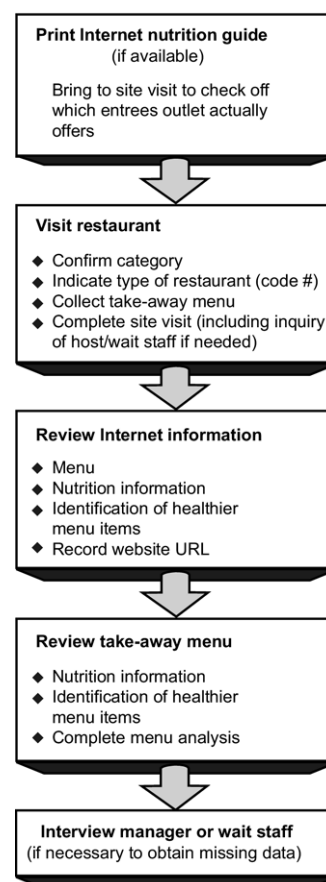 Print Internet nutrition guide
(if available)
Bring to site visit to check off
which entrees outlet actually
offers
Visit restaurant
◆ Confirm category
◆ Indicate type of restaurant (code #)
◆ Collect take-away menu
◆ Complete site visit (including inquiry
of host/wait staff if needed)
Review Internet information
◆ Menu
◆ Nutrition information
◆ Identification of healthier
menu items
◆ Record website URL
Review take-away menu
◆ Nutrition information
◆ Identification of healthier
menu items
◆ Complete menu analysis
Interview manager or wait staff
(if necessary to obtain missing data)